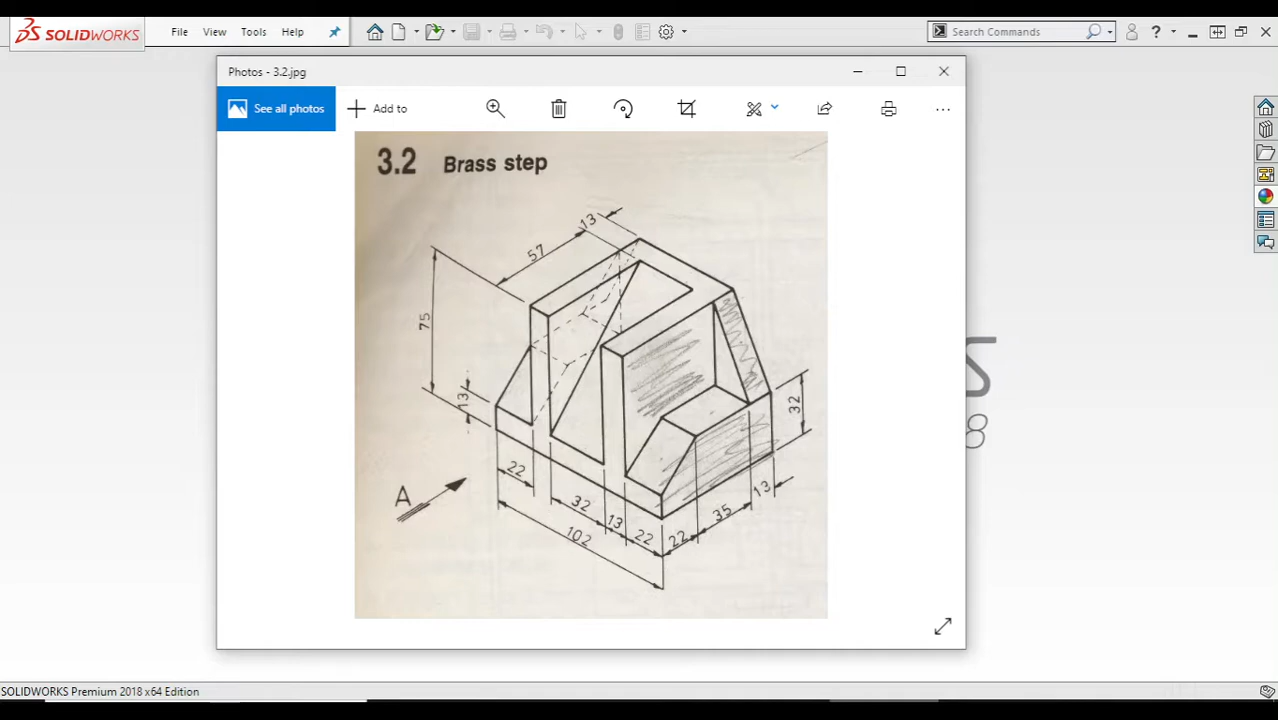 SOLIDWORKS File View Tools Help Search Commands ?
Photos - 3.2.jpg
See all photos Add to
3.2 Brass step
13
57
75
13
32
A
22
32
13
22
22
35
13
102
8
SOLIDWORKS Premium 2018 x64 Edition